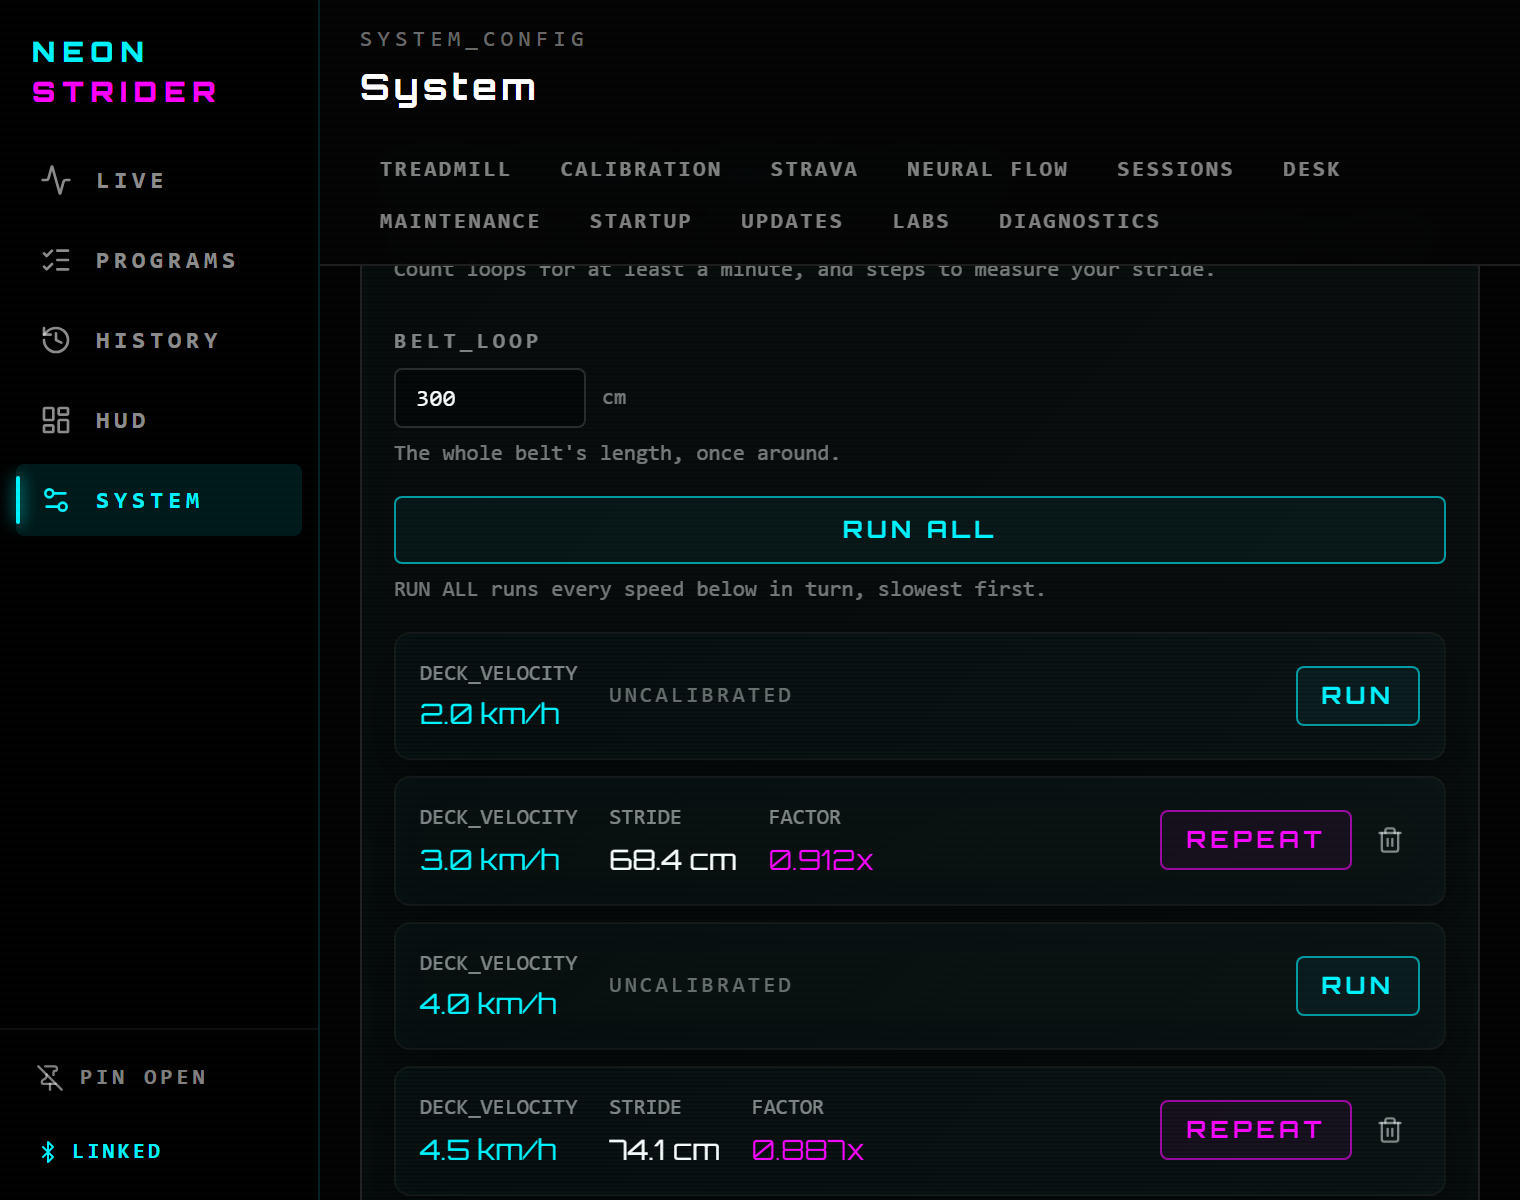 NEON
STRIDER
LIVE
PROGRAMS
HISTORY
HUD
SYSTEM
PIN OPEN
LINKED
SYSTEM_CONFIG
System
TREADMILL CALIBRATION STRAVA NEURAL FLOW SESSIONS DESK
MAINTENANCE STARTUP UPDATES LABS DIAGNOSTICS
Count loops for at least a minute, and steps to measure your stride.
BELT_LOOP
300 cm
The whole belt's length, once around.
RUN ALL
RUN ALL runs every speed below in turn, slowest first.
DECK_VELOCITY
2.0 km/h
UNCALIBRATED
RUN
DECK_VELOCITY STRIDE FACTOR
3.0 km/h 68.4 cm 0.912x
REPEAT
DECK_VELOCITY
4.0 km/h
UNCALIBRATED
RUN
DECK_VELOCITY STRIDE FACTOR
4.5 km/h 74.1 cm 0.887x
REPEAT